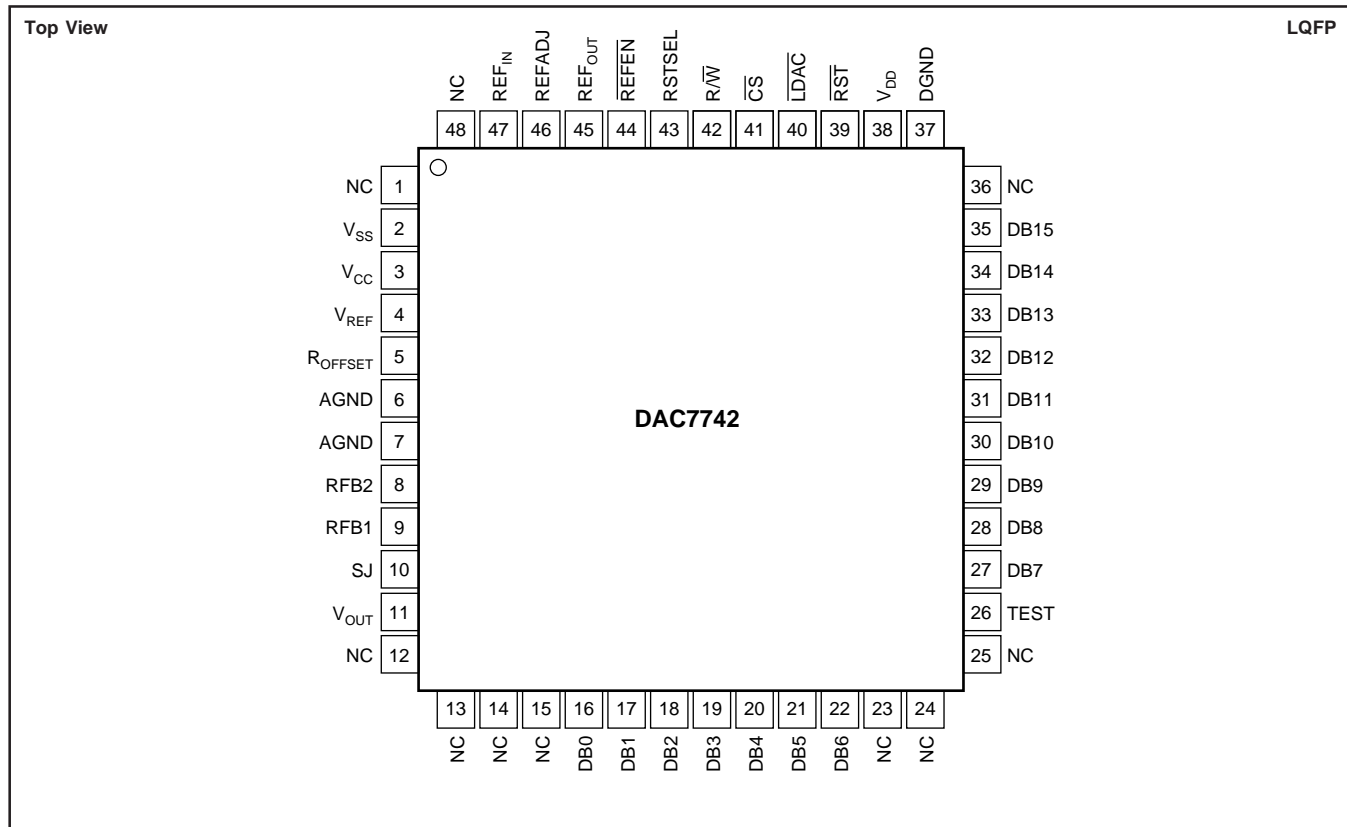 Top View
LQFP
NC
REF_IN
REFADJ
REF_OUT
R̅E̅F̅E̅N̅
RSTSEL
R/W̅
C̅S̅
L̅D̅A̅C̅
R̅S̅T̅
V_DD
DGND
48 47 46 45 44 43 42 41 40 39 38 37
NC 1
V_SS 2
V_CC 3
V_REF 4
R_OFFSET 5
AGND 6
AGND 7
RFB2 8
RFB1 9
SJ 10
V_OUT 11
NC 12
DAC7742
36 NC
35 DB15
34 DB14
33 DB13
32 DB12
31 DB11
30 DB10
29 DB9
28 DB8
27 DB7
26 TEST
25 NC
13 14 15 16 17 18 19 20 21 22 23 24
NC
NC
NC
DB0
DB1
DB2
DB3
DB4
DB5
DB6
NC
NC